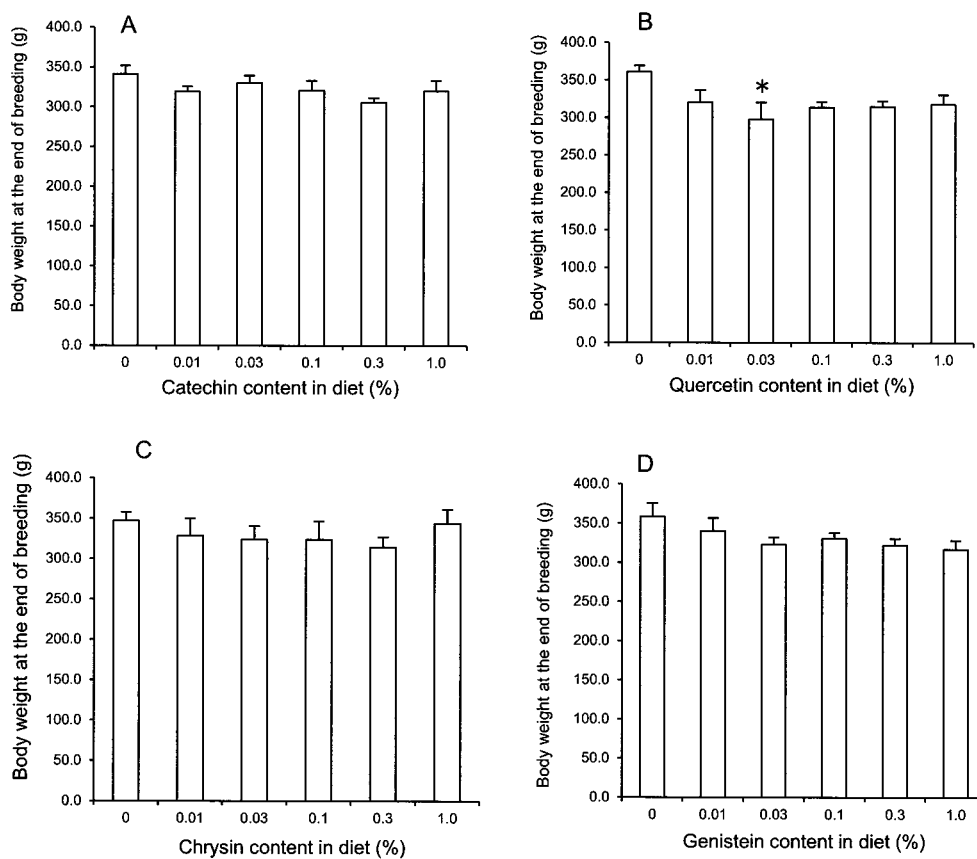 A
Body weight at the end of breeding (g)
400.0
350.0
300.0
250.0
200.0
150.0
100.0
50.0
0.0
0 0.01 0.03 0.1 0.3 1.0
Catechin content in diet (%)
B
Body weight at the end of breeding (g)
400.0
350.0
300.0
250.0
200.0
150.0
100.0
50.0
0.0
*
0 0.01 0.03 0.1 0.3 1.0
Quercetin content in diet (%)
C
Body weight at the end of breeding (g)
400.0
350.0
300.0
250.0
200.0
150.0
100.0
50.0
0.0
0 0.01 0.03 0.1 0.3 1.0
Chrysin content in diet (%)
D
Body weight at the end of breeding (g)
400.0
350.0
300.0
250.0
200.0
150.0
100.0
50.0
0.0
0 0.01 0.03 0.1 0.3 1.0
Genistein content in diet (%)